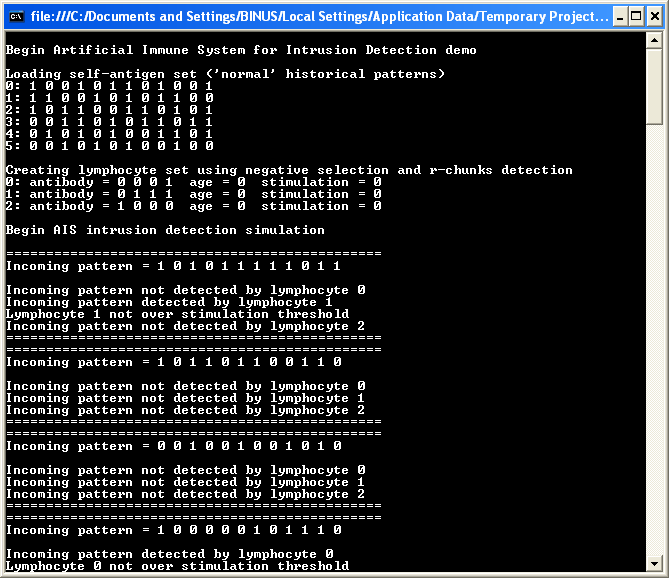 file:///C:/Documents and Settings/BINUS/Local Settings/Application Data/Temporary Project...
Begin Artificial Immune System for Intrusion Detection demo
Loading self-antigen set ('normal' historical patterns)
0: 1 0 0 1 0 1 1 0 1 0 0 1
1: 1 1 0 0 1 0 1 0 1 1 0 0
2: 1 0 1 1 0 0 1 1 0 1 0 1
3: 0 0 1 1 0 1 0 1 1 0 1 1
4: 0 1 0 1 0 1 0 0 1 1 0 1
5: 0 0 1 0 1 0 1 0 0 1 0 0
Creating lymphocyte set using negative selection and r-chunks detection
0: antibody = 0 0 0 1  age = 0  stimulation = 0
1: antibody = 0 1 1 1  age = 0  stimulation = 0
2: antibody = 1 0 0 0  age = 0  stimulation = 0
Begin AIS intrusion detection simulation
===============================================
Incoming pattern = 1 0 1 0 1 1 1 1 1 0 1 1
Incoming pattern not detected by lymphocyte 0
Incoming pattern detected by lymphocyte 1
Lymphocyte 1 not over stimulation threshold
Incoming pattern not detected by lymphocyte 2
===============================================
===============================================
Incoming pattern = 1 0 1 1 0 1 1 0 0 1 1 0
Incoming pattern not detected by lymphocyte 0
Incoming pattern not detected by lymphocyte 1
Incoming pattern not detected by lymphocyte 2
===============================================
===============================================
Incoming pattern = 0 0 1 0 0 1 0 0 1 0 1 0
Incoming pattern not detected by lymphocyte 0
Incoming pattern not detected by lymphocyte 1
Incoming pattern not detected by lymphocyte 2
===============================================
===============================================
Incoming pattern = 1 0 0 0 0 0 1 0 1 1 1 0
Incoming pattern detected by lymphocyte 0
Lymphocyte 0 not over stimulation threshold